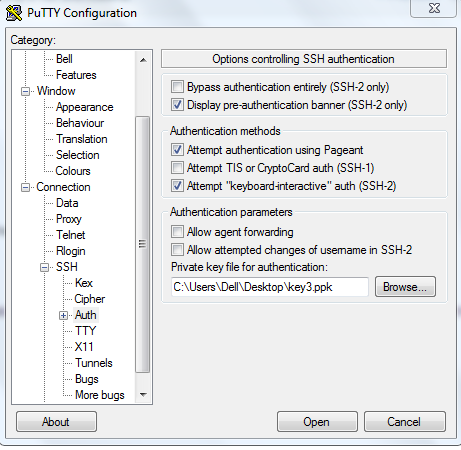 PuTTY Configuration
Category:
Bell
Features
Window
Appearance
Behaviour
Translation
Selection
Colours
Connection
Data
Proxy
Telnet
Rlogin
SSH
Kex
Cipher
Auth
TTY
X11
Tunnels
Bugs
More bugs
Options controlling SSH authentication
Bypass authentication entirely (SSH-2 only)
Display pre-authentication banner (SSH-2 only)
Authentication methods
Attempt authentication using Pageant
Attempt TIS or CryptoCard auth (SSH-1)
Attempt "keyboard-interactive" auth (SSH-2)
Authentication parameters
Allow agent forwarding
Allow attempted changes of username in SSH-2
Private key file for authentication:
C:\Users\Dell\Desktop\key3.ppk Browse...
About Open Cancel